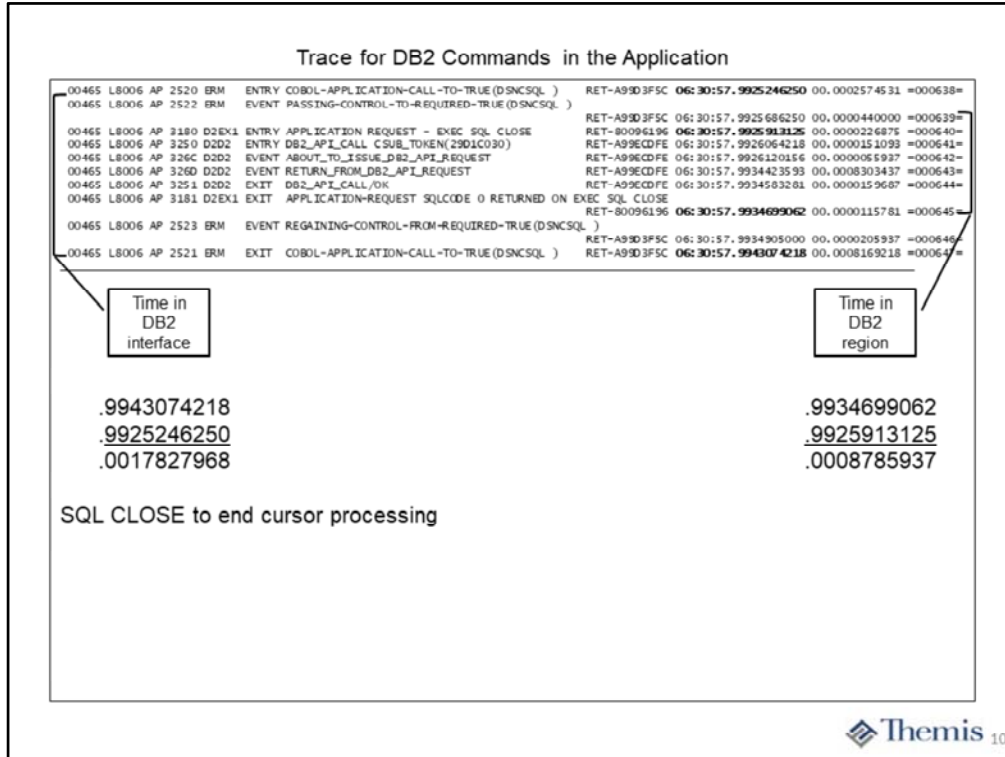 Trace for DB2 Commands in the Application
00465 L8006 AP 2520 ERM ENTRY COBOL-APPLICATION-CALL-TO-TRUE(DSNCSQL ) RET-A99D3F5C 06:30:57.9925246250 00.0002574531 =000638=
00465 L8006 AP 2522 ERM EVENT PASSING-CONTROL-TO-REQUIRED-TRUE(DSNCSQL )
RET-A99D3F5C 06:30:57.9925686250 00.0000440000 =000639=
00465 L8006 AP 3180 D2EX1 ENTRY APPLICATION REQUEST - EXEC SQL CLOSE RET-80096196 06:30:57.9925913125 00.0000226875 =000640=
00465 L8006 AP 3250 D2D2 ENTRY DB2_API_CALL CSUB_TOKEN(29D1C030) RET-A99ECDFE 06:30:57.9926064218 00.0000151093 =000641=
00465 L8006 AP 326C D2D2 EVENT ABOUT_TO_ISSUE_DB2_API_REQUEST RET-A99ECDFE 06:30:57.9926120156 00.0000055937 =000642=
00465 L8006 AP 326D D2D2 EVENT RETURN_FROM_DB2_API_REQUEST RET-A99ECDFE 06:30:57.9934423593 00.0008303437 =000643=
00465 L8006 AP 3251 D2D2 EXIT DB2_API_CALL/OK RET-A99ECDFE 06:30:57.9934583281 00.0000159687 =000644=
00465 L8006 AP 3181 D2EX1 EXIT APPLICATION-REQUEST SQLCODE 0 RETURNED ON EXEC SQL CLOSE
RET-80096196 06:30:57.9934699062 00.0000115781 =000645=
00465 L8006 AP 2523 ERM EVENT REGAINING-CONTROL-FROM-REQUIRED-TRUE(DSNCSQL )
RET-A99D3F5C 06:30:57.9934905000 00.0000205937 =000646=
00465 L8006 AP 2521 ERM EXIT COBOL-APPLICATION-CALL-TO-TRUE(DSNCSQL ) RET-A99D3F5C 06:30:57.9943074218 00.0008169218 =000647=
Time in
DB2
interface
Time in
DB2
region
.9943074218
.9925246250
.0017827968
.9934699062
.9925913125
.0008785937
SQL CLOSE to end cursor processing
Themis 10